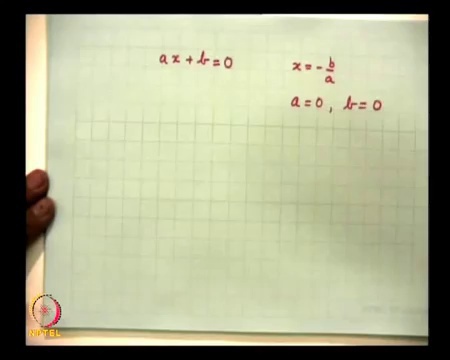 ax + b = 0    x = - b/a
a = 0, b = 0
NPTEL